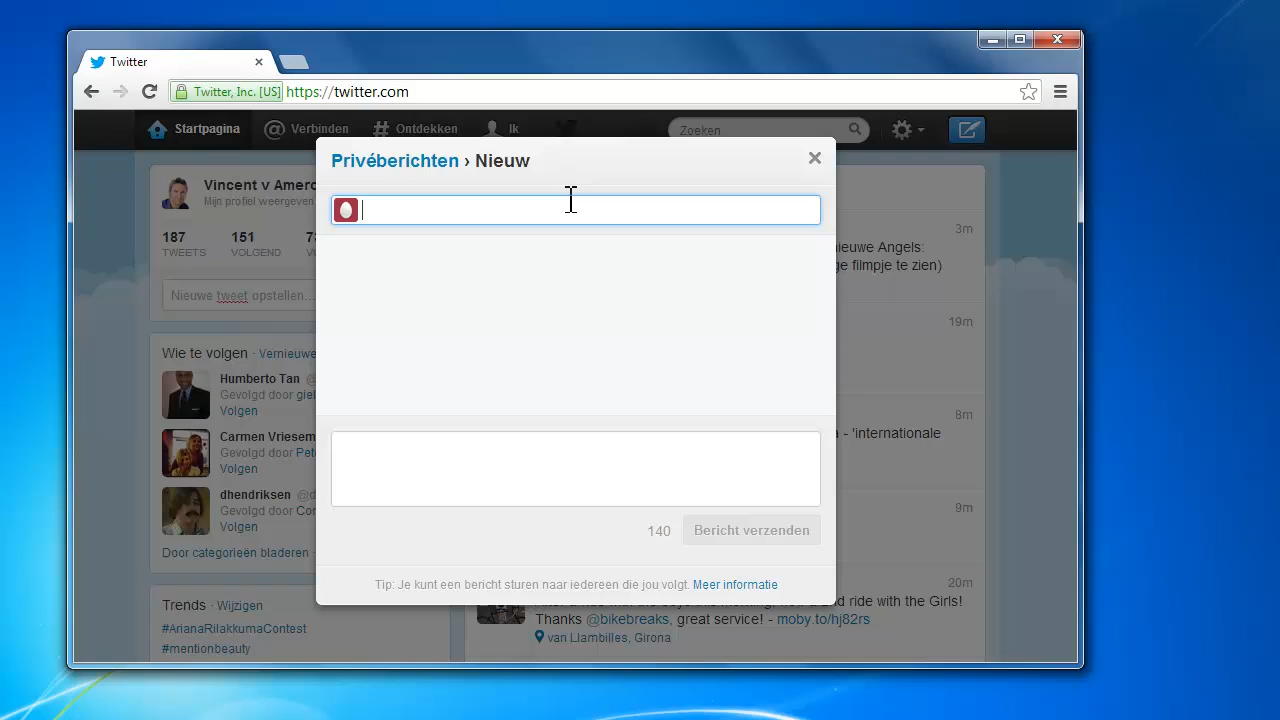 Twitter
Twitter, Inc. [US] https://twitter.com
Startpagina Verbinden Ontdekken Ik Zoeken
Privéberichten › Nieuw
Vincent v Amero
Mijn profiel weergeven
187 151
TWEETS VOLGEND
Nieuwe tweet opstellen...
Wie te volgen · Vernieuwe
Humberto Tan
Gevolgd door giel
Volgen
Carmen Vriesem
Gevolgd door Pet
Volgen
dhendriksen @d
Gevolgd door Cor
Volgen
Door categorieën bladeren ·
Trends · Wijzigen
#ArianaRilakkumaContest
#mentionbeauty
140 Bericht verzenden
Tip: Je kunt een bericht sturen naar iedereen die jou volgt. Meer informatie
3m
nieuwe Angels:
ge filmpje te zien)
19m
8m
- 'internationale
9m
20m
and ride with the Girls!
Thanks @bikebreaks, great service! - moby.to/hj82rs
van Llambilles, Girona